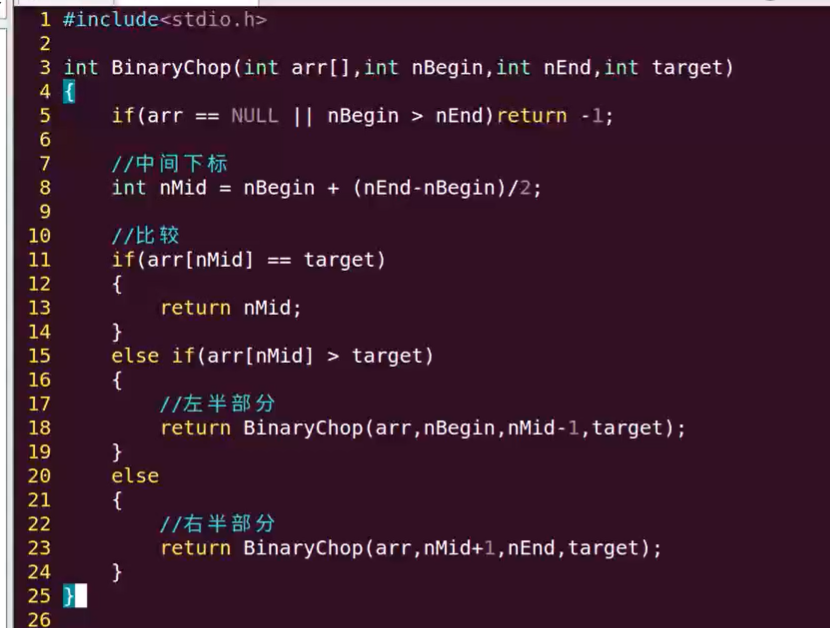 1 #include<stdio.h>
2
3 int BinaryChop(int arr[],int nBegin,int nEnd,int target)
4 {
5     if(arr == NULL || nBegin > nEnd)return -1;
6
7     //中间下标
8     int nMid = nBegin + (nEnd-nBegin)/2;
9
10     //比较
11     if(arr[nMid] == target)
12     {
13         return nMid;
14     }
15     else if(arr[nMid] > target)
16     {
17         //左半部分
18         return BinaryChop(arr,nBegin,nMid-1,target);
19     }
20     else
21     {
22         //右半部分
23         return BinaryChop(arr,nMid+1,nEnd,target);
24     }
25 }
26